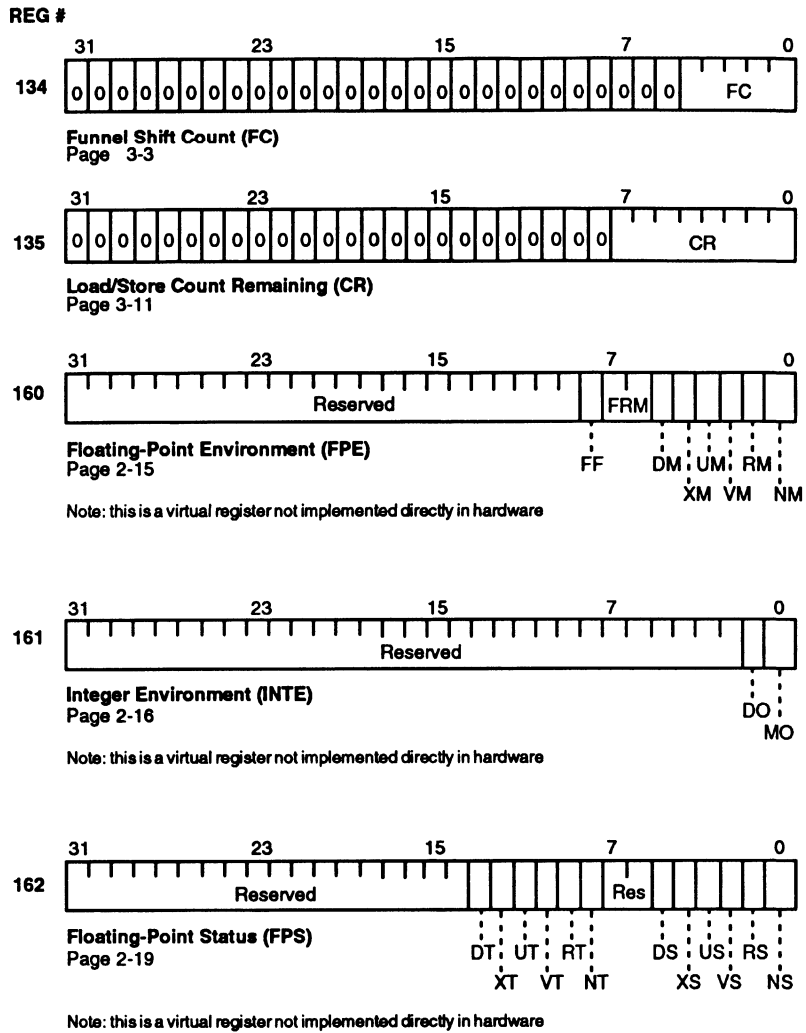 REG #
31 23 15 7 0
134 0 0 0 0 0 0 0 0 0 0 0 0 0 0 0 0 0 0 0 0 0 0 0 0 0 0 0 FC
Funnel Shift Count (FC)
Page 3-3
31 23 15 7 0
135 0 0 0 0 0 0 0 0 0 0 0 0 0 0 0 0 0 0 0 0 0 0 0 0 CR
Load/Store Count Remaining (CR)
Page 3-11
31 23 15 7 0
160 Reserved FRM
Floating-Point Environment (FPE)
Page 2-15
FF DM UM RM
XM VM NM
Note: this is a virtual register not implemented directly in hardware
31 23 15 7 0
161 Reserved
Integer Environment (INTE)
Page 2-16
DO
MO
Note: this is a virtual register not implemented directly in hardware
31 23 15 7 0
162 Reserved Res
Floating-Point Status (FPS)
Page 2-19
DT UT RT DS US RS
XT VT NT XS VS NS
Note: this is a virtual register not implemented directly in hardware